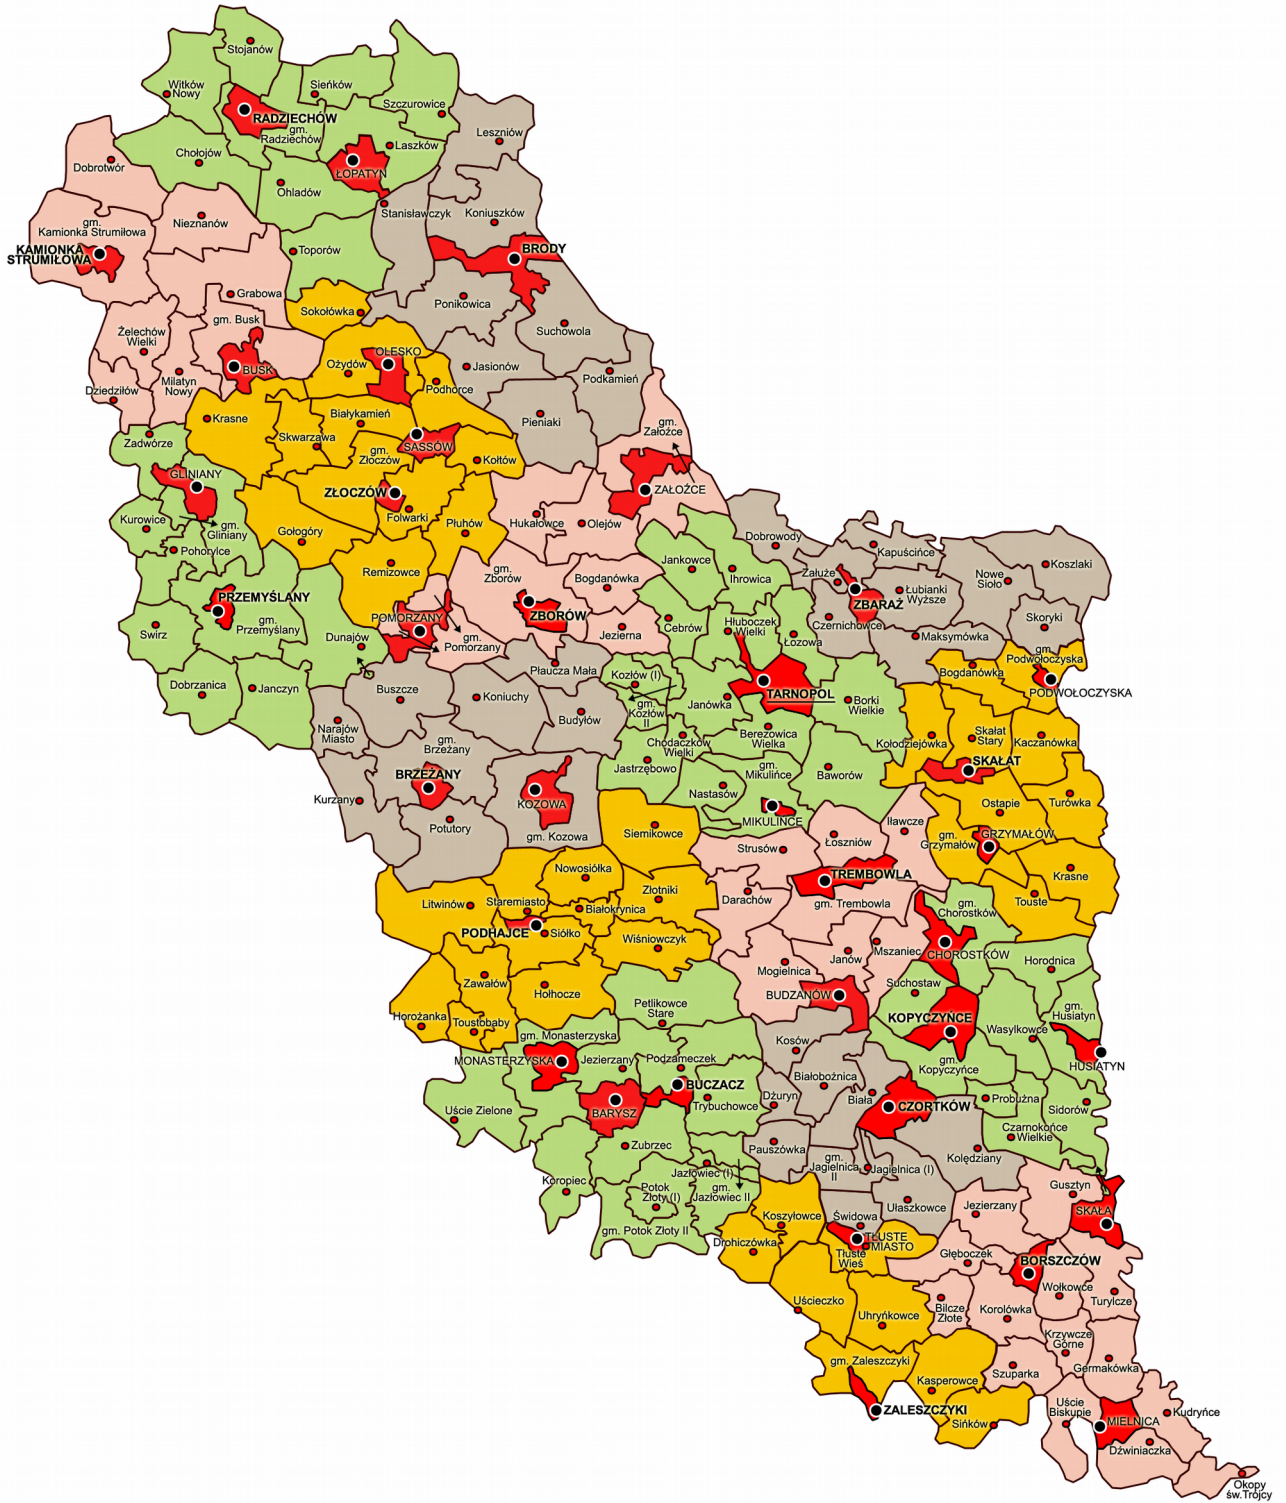 Stojanów
Witków
Nowy
Sieńków
Szczurowice
RADZIECHÓW
gm.
Radziechów
Leszniów
Laszków
Chołojów
Dobrotwór
ŁOPATYN
Ohladów
Stanisławczyk
Koniuszków
Nieznanów
gm.
Kamionka Strumiłowa
KAMIONKA
STRUMIŁOWA
Toporów
BRODY
Grabowa
Ponikowica
Sokołówka
gm. Busk
Suchowola
Żelechów
Wielki
OLESKO
Ożydów
Jasionów
BUSK
Podkamień
Milatyn
Nowy
Dziedziłów
Podhorce
Białykamień
Krasne
Pieniaki
gm.
Załoźce
Skwarzawa
Zadwórze
SASSÓW
gm.
Złoczów
Kołtów
GLINIANY
ZŁOCZÓW
ZAŁOŹCE
Folwarki
Kurowice
gm.
Gliniany
Gołogóry
Płuhów
Hukałowce
Olejów
Dobrowody
Pohorylce
Kapuścińce
Jankowce
Koszlaki
Remizowce
gm.
Zborów
Bogdanówka
Ihrowica
Załuże
Nowe
Sioło
Łubianki
Wyższe
PRZEMYŚLANY
ZBARAŻ
POMORZANY
ZBORÓW
gm.
Przemyślany
Świrz
Dunajów
Jezierna
Cebrów
Hłuboczek
Wielki
Czernichowce
Skoryki
Łozowa
Maksymówka
gm.
Pomorzany
Płaucza Mała
gm.
Podwołoczyska
Bogdanówka
Dobrzanica
Janczyn
Kozłów (I)
TARNOPOL
PODWOŁOCZYSKA
Buszcze
Koniuchy
Janówka
Borki
Wielkie
gm.
Kozłów
II
Narajów
Miasto
Budyłów
gm.
Brzeżany
Chodaczków
Wielki
Berezowica
Wielka
Kołodziejówka
Skałat
Stary
Kaczanówka
SKAŁAT
BRZEŻANY
Jastrzębowo
gm.
Mikulińce
Baworów
Kurzany
KOZOWA
Nastasów
Turówka
Ostapie
Potutory
gm. Kozowa
Siemikowce
MIKULIŃCE
Iławcze
Strusów
Łoszniów
gm.
Grzymałów
GRZYMAŁÓW
Nowosiółka
TREMBOWLA
Krasne
Litwinów
Staremiasto
Złotniki
Darachów
gm. Trembowla
Touste
Białokrynica
gm.
Chorostków
PODHAJCE
Siółko
Wiśniowczyk
Janów
Mszaniec
CHOROSTKÓW
Mogielnica
Horodnica
Zawałów
Hołhocze
Suchostaw
BUDZANÓW
Petlikowce
Stare
gm.
Husiatyn
Horożanka
Toustobaby
KOPYCZYŃCE
Wasylkowce
gm. Monasterzyska
Kosów
MONASTERZYSKA
Jezierzany
Podzameczek
gm.
Kopyczyńce
HUSIATYN
BUCZACZ
Białobożnica
Uście Zielone
BARYSZ
Trybuchowce
Dżuryn
Biała
CZORTKÓW
Probużna
Sidorów
Czarnokońce
Wielkie
Zubrzec
Pauszówka
gm.
Jagielnica
II
Jagielnica (I)
Kolędziany
Koropiec
Jazłowiec (I)
Potok
Złoty (I)
gm.
Jazłowiec II
Gusztyn
Jezierzany
Ułaszkowce
SKAŁA
gm. Potok Złoty II
Koszyłowce
Świdowa
TŁUSTE
MIASTO
Drohiczówka
Tłuste
Wieś
Głęboczek
BORSZCZÓW
Wołkowce
Uścieczko
Uhryńkowce
Bilcze
Złote
Korolówka
Turylcze
Krzywcze
Górne
gm. Zaleszczyki
Germakówka
Kasperowce
Szuparka
ZALESZCZYKI
Sińków
Uście
Biskupie
MIELNICA
Kudryńce
Dźwiniaczka
Okopy
św.Trójcy